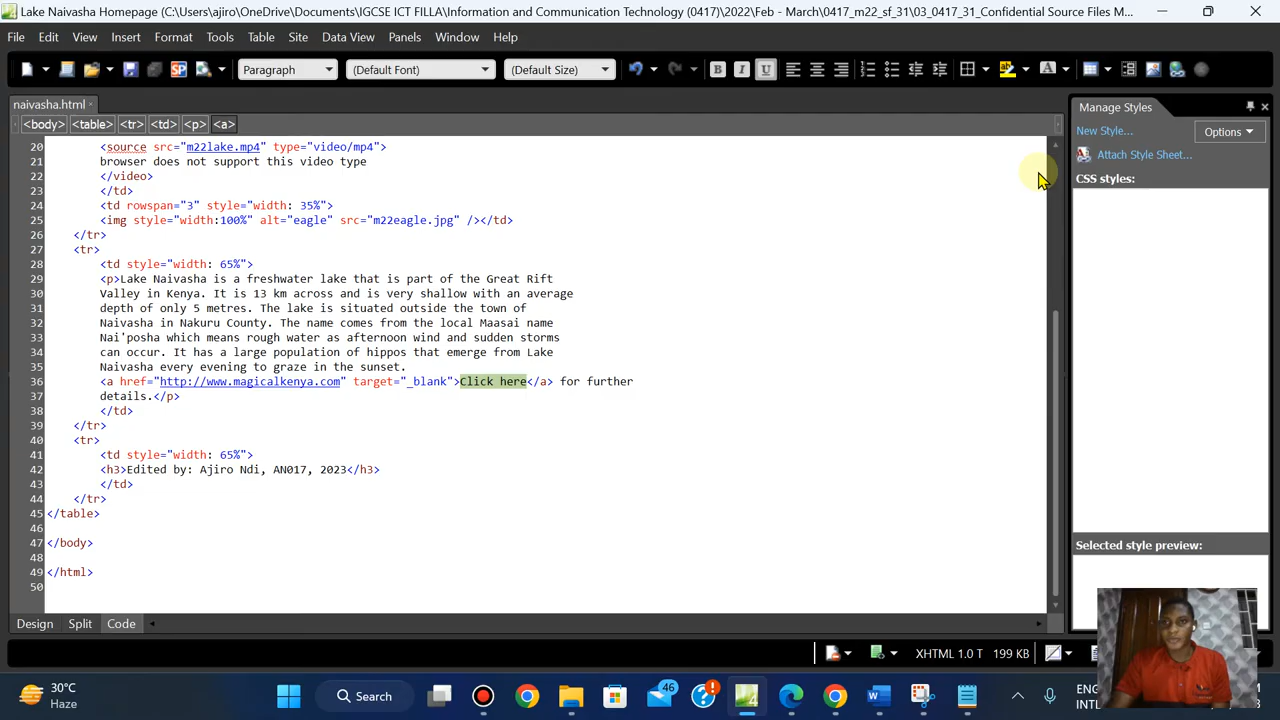 Lake Naivasha Homepage (C:\Users\ajiro\OneDrive\Documents\IGCSE ICT FILLA\Information and Communication Technology (0417)\2022\Feb - March\0417_m22_sf_31\03_0417_31_Confidential Source Files M...
File Edit View Insert Format Tools Table Site Data View Panels Window Help
Paragraph (Default Font) (Default Size) B I U A
naivasha.html
<body> <table> <tr> <td> <p> <a>
20 <source src="m22lake.mp4" type="video/mp4">
21 browser does not support this video type
22 </video>
23 </td>
24 <td rowspan="3" style="width: 35%">
25 <img style="width:100%" alt="eagle" src="m22eagle.jpg" /></td>
26 </tr>
27 <tr>
28 <td style="width: 65%">
29 <p>Lake Naivasha is a freshwater lake that is part of the Great Rift
30 Valley in Kenya. It is 13 km across and is very shallow with an average
31 depth of only 5 metres. The lake is situated outside the town of
32 Naivasha in Nakuru County. The name comes from the local Maasai name
33 Nai'posha which means rough water as afternoon wind and sudden storms
34 can occur. It has a large population of hippos that emerge from Lake
35 Naivasha every evening to graze in the sunset.
36 <a href="http://www.magicalkenya.com" target="_blank">Click here</a> for further
37 details.</p>
38 </td>
39 </tr>
40 <tr>
41 <td style="width: 65%">
42 <h3>Edited by: Ajiro Ndi, AN017, 2023</h3>
43 </td>
44 </tr>
45 </table>
46
47 </body>
48
49 </html>
50
Manage Styles
New Style... Options
Attach Style Sheet...
CSS styles:
Selected style preview:
Design Split Code
XHTML 1.0 T 199 KB
30°C
Haze
Search
46
ENG
INTL